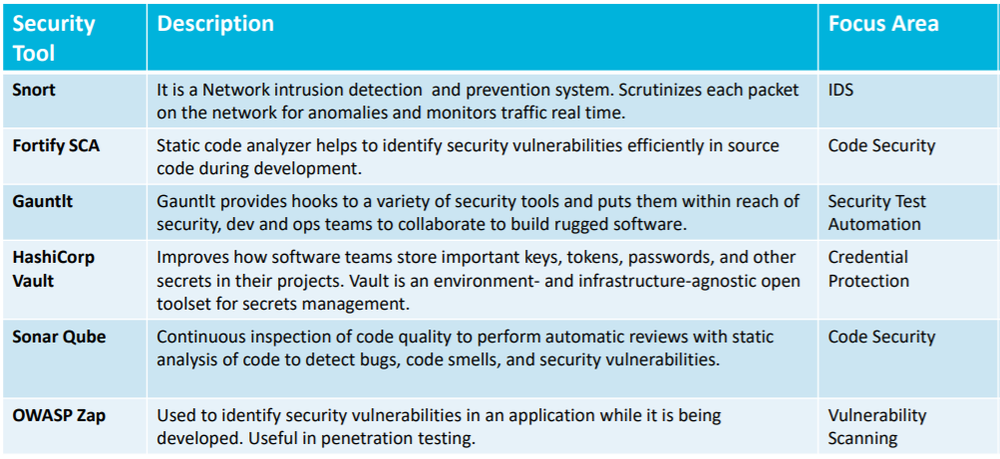 Security Tool
Description
Focus Area
Snort
It is a Network intrusion detection and prevention system. Scrutinizes each packet
on the network for anomalies and monitors traffic real time.
IDS
Fortify SCA
Static code analyzer helps to identify security vulnerabilities efficiently in source
code during development.
Code Security
Gauntlt
Gauntlt provides hooks to a variety of security tools and puts them within reach of
security, dev and ops teams to collaborate to build rugged software.
Security Test
Automation
HashiCorp
Vault
Improves how software teams store important keys, tokens, passwords, and other
secrets in their projects. Vault is an environment- and infrastructure-agnostic open
toolset for secrets management.
Credential
Protection
Sonar Qube
Continuous inspection of code quality to perform automatic reviews with static
analysis of code to detect bugs, code smells, and security vulnerabilities.
Code Security
OWASP Zap
Used to identify security vulnerabilities in an application while it is being
developed. Useful in penetration testing.
Vulnerability
Scanning